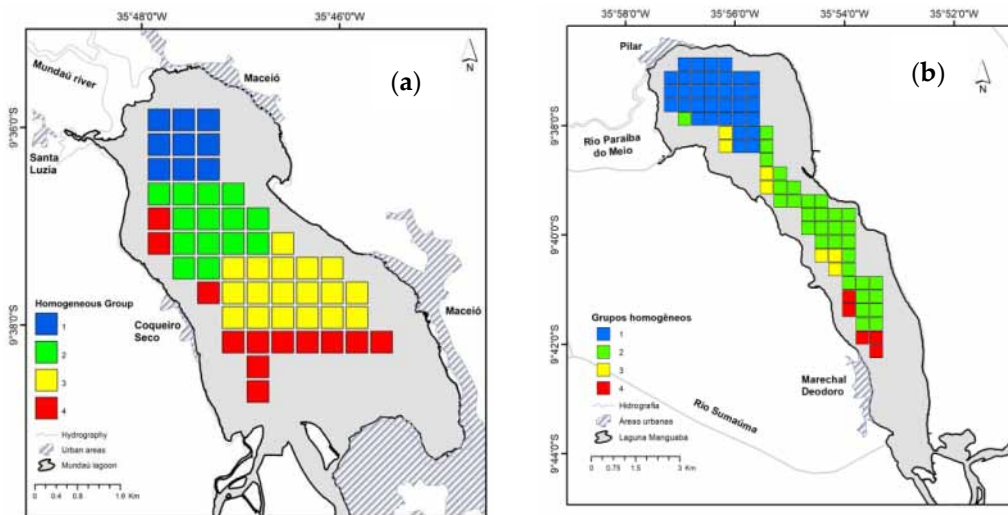 35°48'0"W 35°46'0"W
(a)
N
Mundaú river
Maceió
9°36'0"S
Santa
Luzia
Maceió
9°38'0"S
Coqueiro
Seco
Homogeneous Group
1
2
3
4
Hydrography
Urban areas
Mundaú lagoon
0 0.4 0.8 1.6 Km
35°58'0"W 35°56'0"W 35°54'0"W 35°52'0"W
(b)
N
Pilar
9°38'0"S
Rio Paraíba
do Meio
9°40'0"S
9°42'0"S
Grupos homogêneos
1
2
3
4
Marechal
Deodoro
Rio Sumaúma
Hidrografia
Áreas urbanas
Laguna Manguaba
0 0.75 1.5 3 Km
9°44'0"S